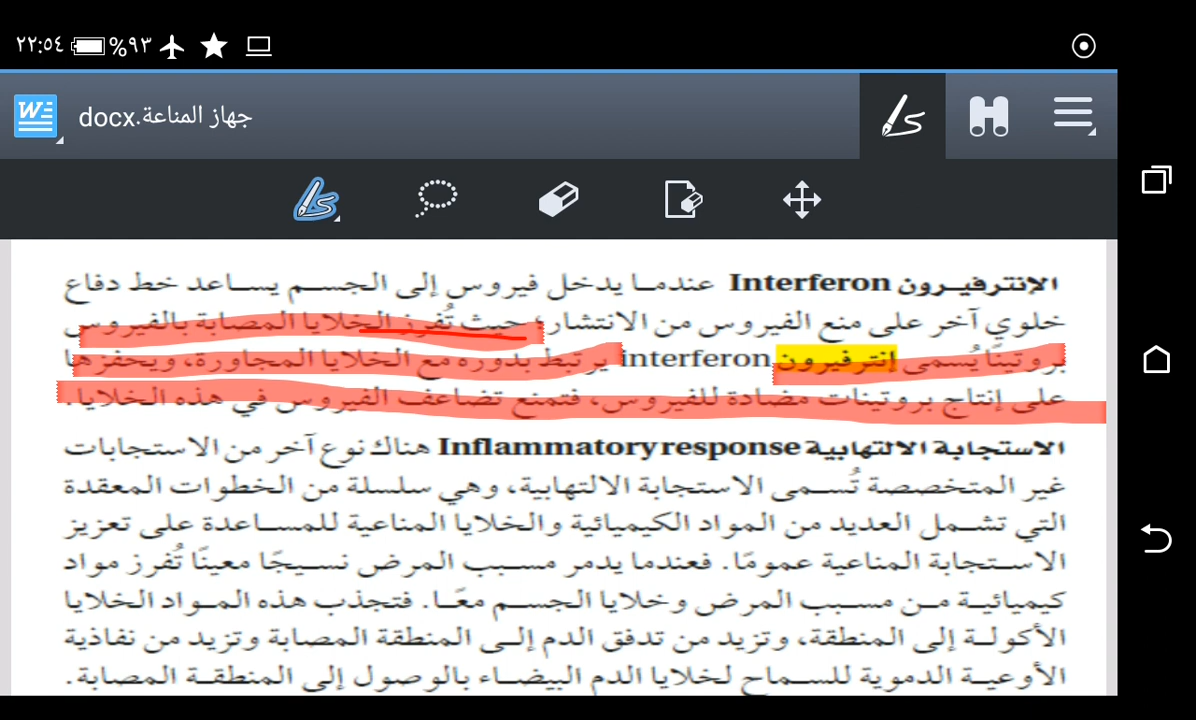 ٢٢:٥٤ %٩٣
W
جهاز المناعة.docx
الإنترفيرون Interferon عندما يدخل فيروس إلى الجسم يساعد خط دفاع
خلوي آخر على منع الفيروس من الانتشار؛ حيث تُفرز الخلايا المصابة بالفيروس
بروتينًا يُسمى إنترفيرون interferon يرتبط بدوره مع الخلايا المجاورة، ويحفزها
على إنتاج بروتينات مضادة للفيروس، فتمنع تضاعف الفيروس في هذه الخلايا.
الاستجابة الالتهابية Inflammatory response هناك نوع آخر من الاستجابات
غير المتخصصة تُسمى الاستجابة الالتهابية، وهي سلسلة من الخطوات المعقدة
التي تشمل العديد من المواد الكيميائية والخلايا المناعية للمساعدة على تعزيز
الاستجابة المناعية عمومًا. فعندما يدمر مسبب المرض نسيجًا معينًا تُفرز مواد
كيميائية من مسبب المرض وخلايا الجسم معًا. فتجذب هذه المواد الخلايا
الأكولة إلى المنطقة، وتزيد من تدفق الدم إلى المنطقة المصابة وتزيد من نفاذية
الأوعية الدموية للسماح لخلايا الدم البيضاء بالوصول إلى المنطقة المصابة.